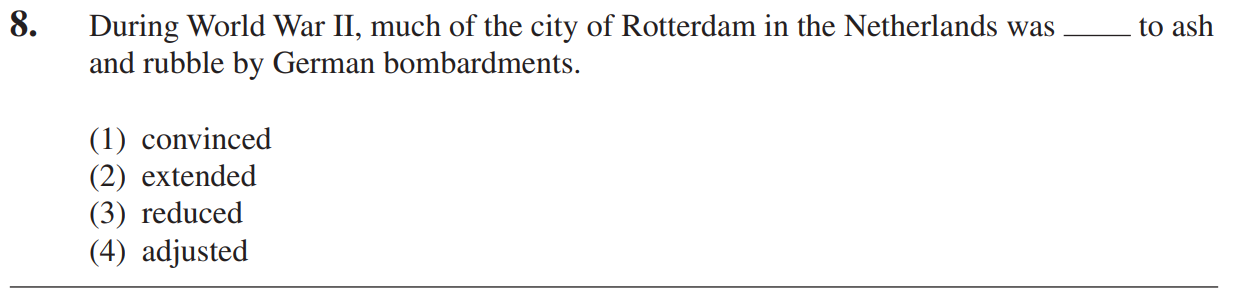 8. During World War II, much of the city of Rotterdam in the Netherlands was _____ to ash
and rubble by German bombardments.
(1) convinced
(2) extended
(3) reduced
(4) adjusted